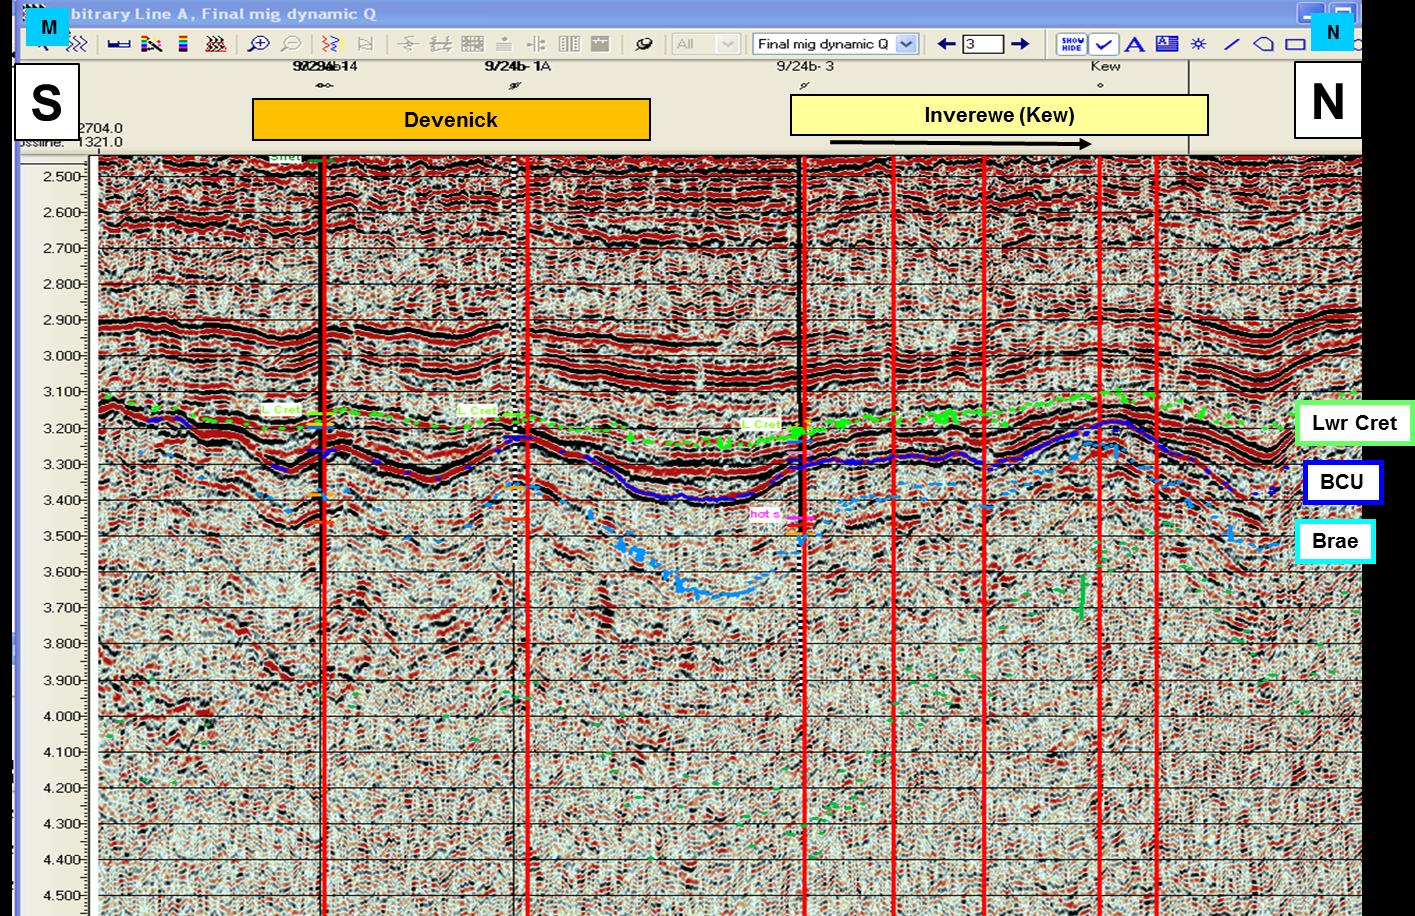 bitrary Line A, Final mig dynamic Q
M
N
All
Final mig dynamic Q
3
SHOW
HIDE
9/24b- 1A
9/24b- 3
Kew
S
N
Devenick
Inverewe (Kew)
2704.0
ossline: 1321.0
2.500
2.600
2.700
2.800
2.900
3.000
3.100
3.200
3.300
3.400
3.500
3.600
3.700
3.800
3.900
4.000
4.100
4.200
4.300
4.400
4.500
L Cret
L Cret
L Cret
hot s
Lwr Cret
BCU
Brae